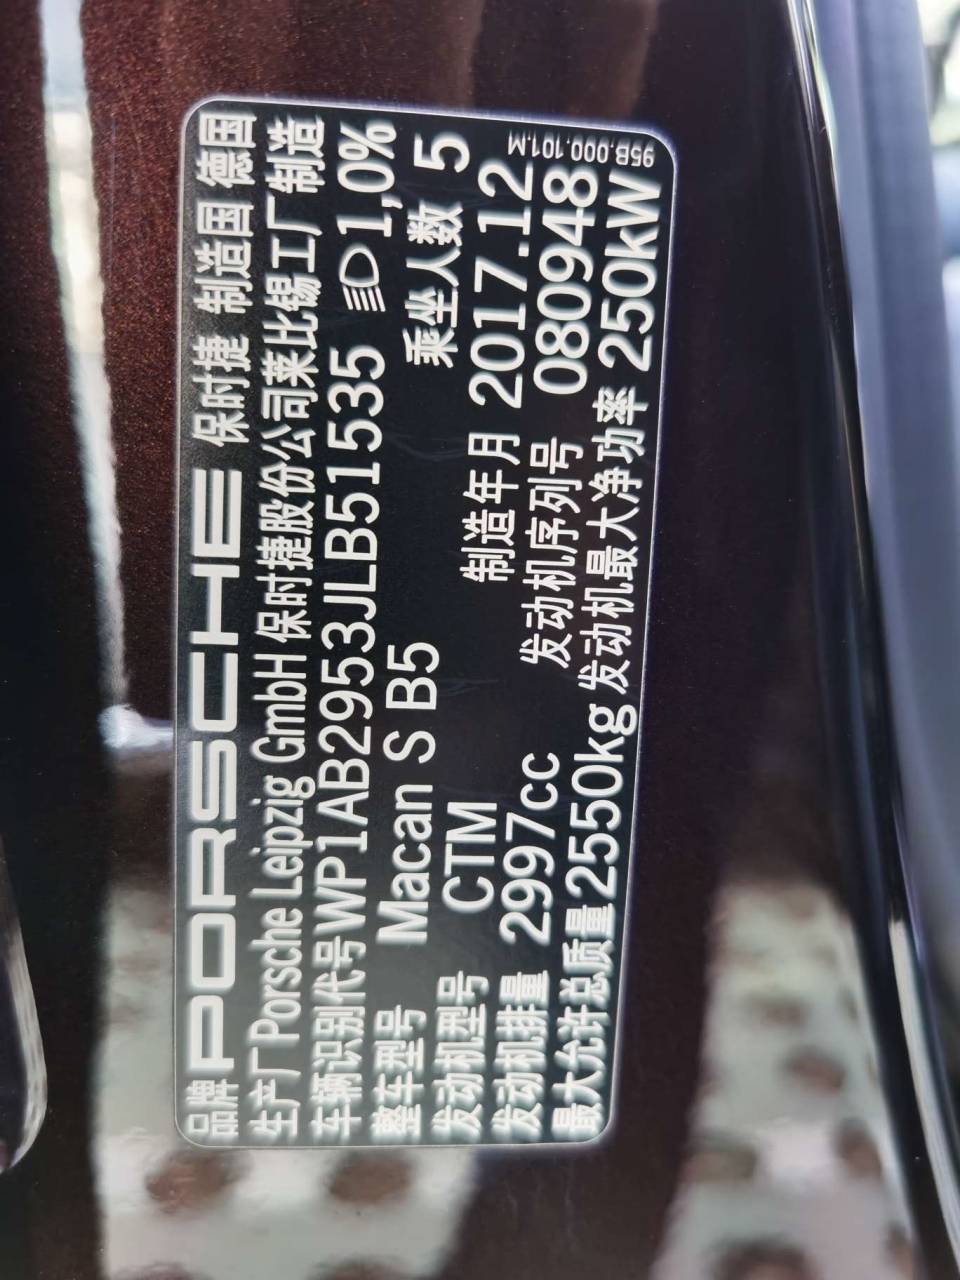 品牌 PORSCHE 保时捷 制造国 德国
生产厂 Porsche Leipzig GmbH 保时捷股份公司莱比锡工厂制造
车辆识别代号 WP1AB2953JLB51535 1,0%
整车型号 Macan S B5 乘坐人数 5
发动机型号 CTM 制造年月 2017.12
发动机排量 2997cc 发动机序列号 080948
最大允许总质量 2550kg 发动机最大净功率 250kW
95B.000.101.M